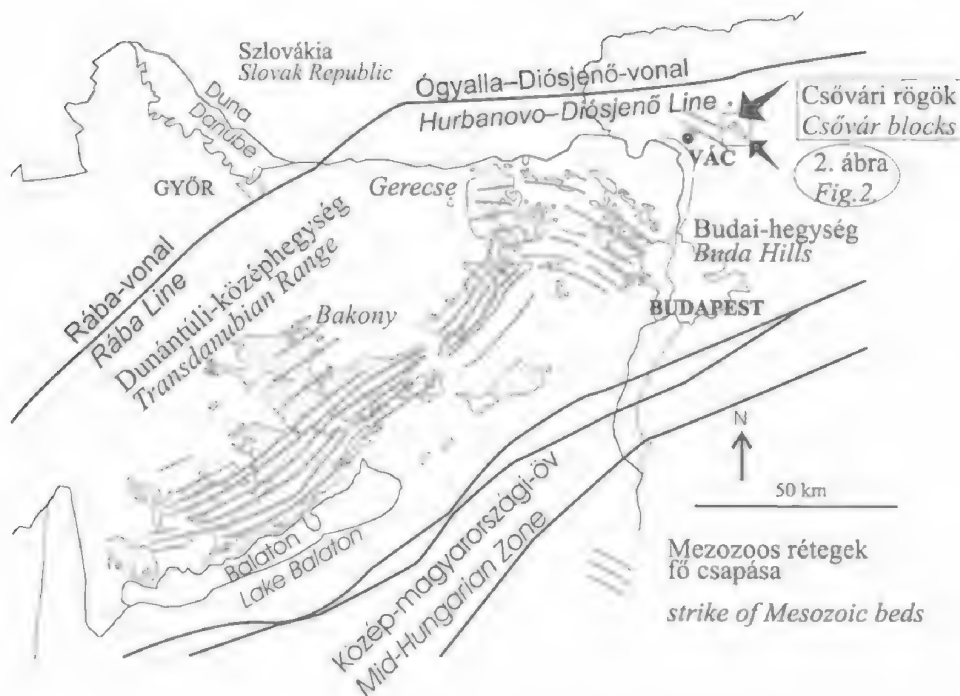 Szlovákia
Slovak Republic
Duna
Danube
GYŐR
Ógyalla–Diósjenő-vonal
Hurbanovo–Diósjenő Line
Csővári rögök
Csővár blocks
2. ábra
Fig.2.
VÁC
Gerecse
Budai-hegység
Buda Hills
Rába-vonal
Rába Line
Dunántúli-középhegység
Transdanubian Range
Bakony
BUDAPEST
N
50 km
Balaton
Lake Balaton
Közép-magyarországi-öv
Mid-Hungarian Zone
Mezozoos rétegek
fő csapása
strike of Mesozoic beds